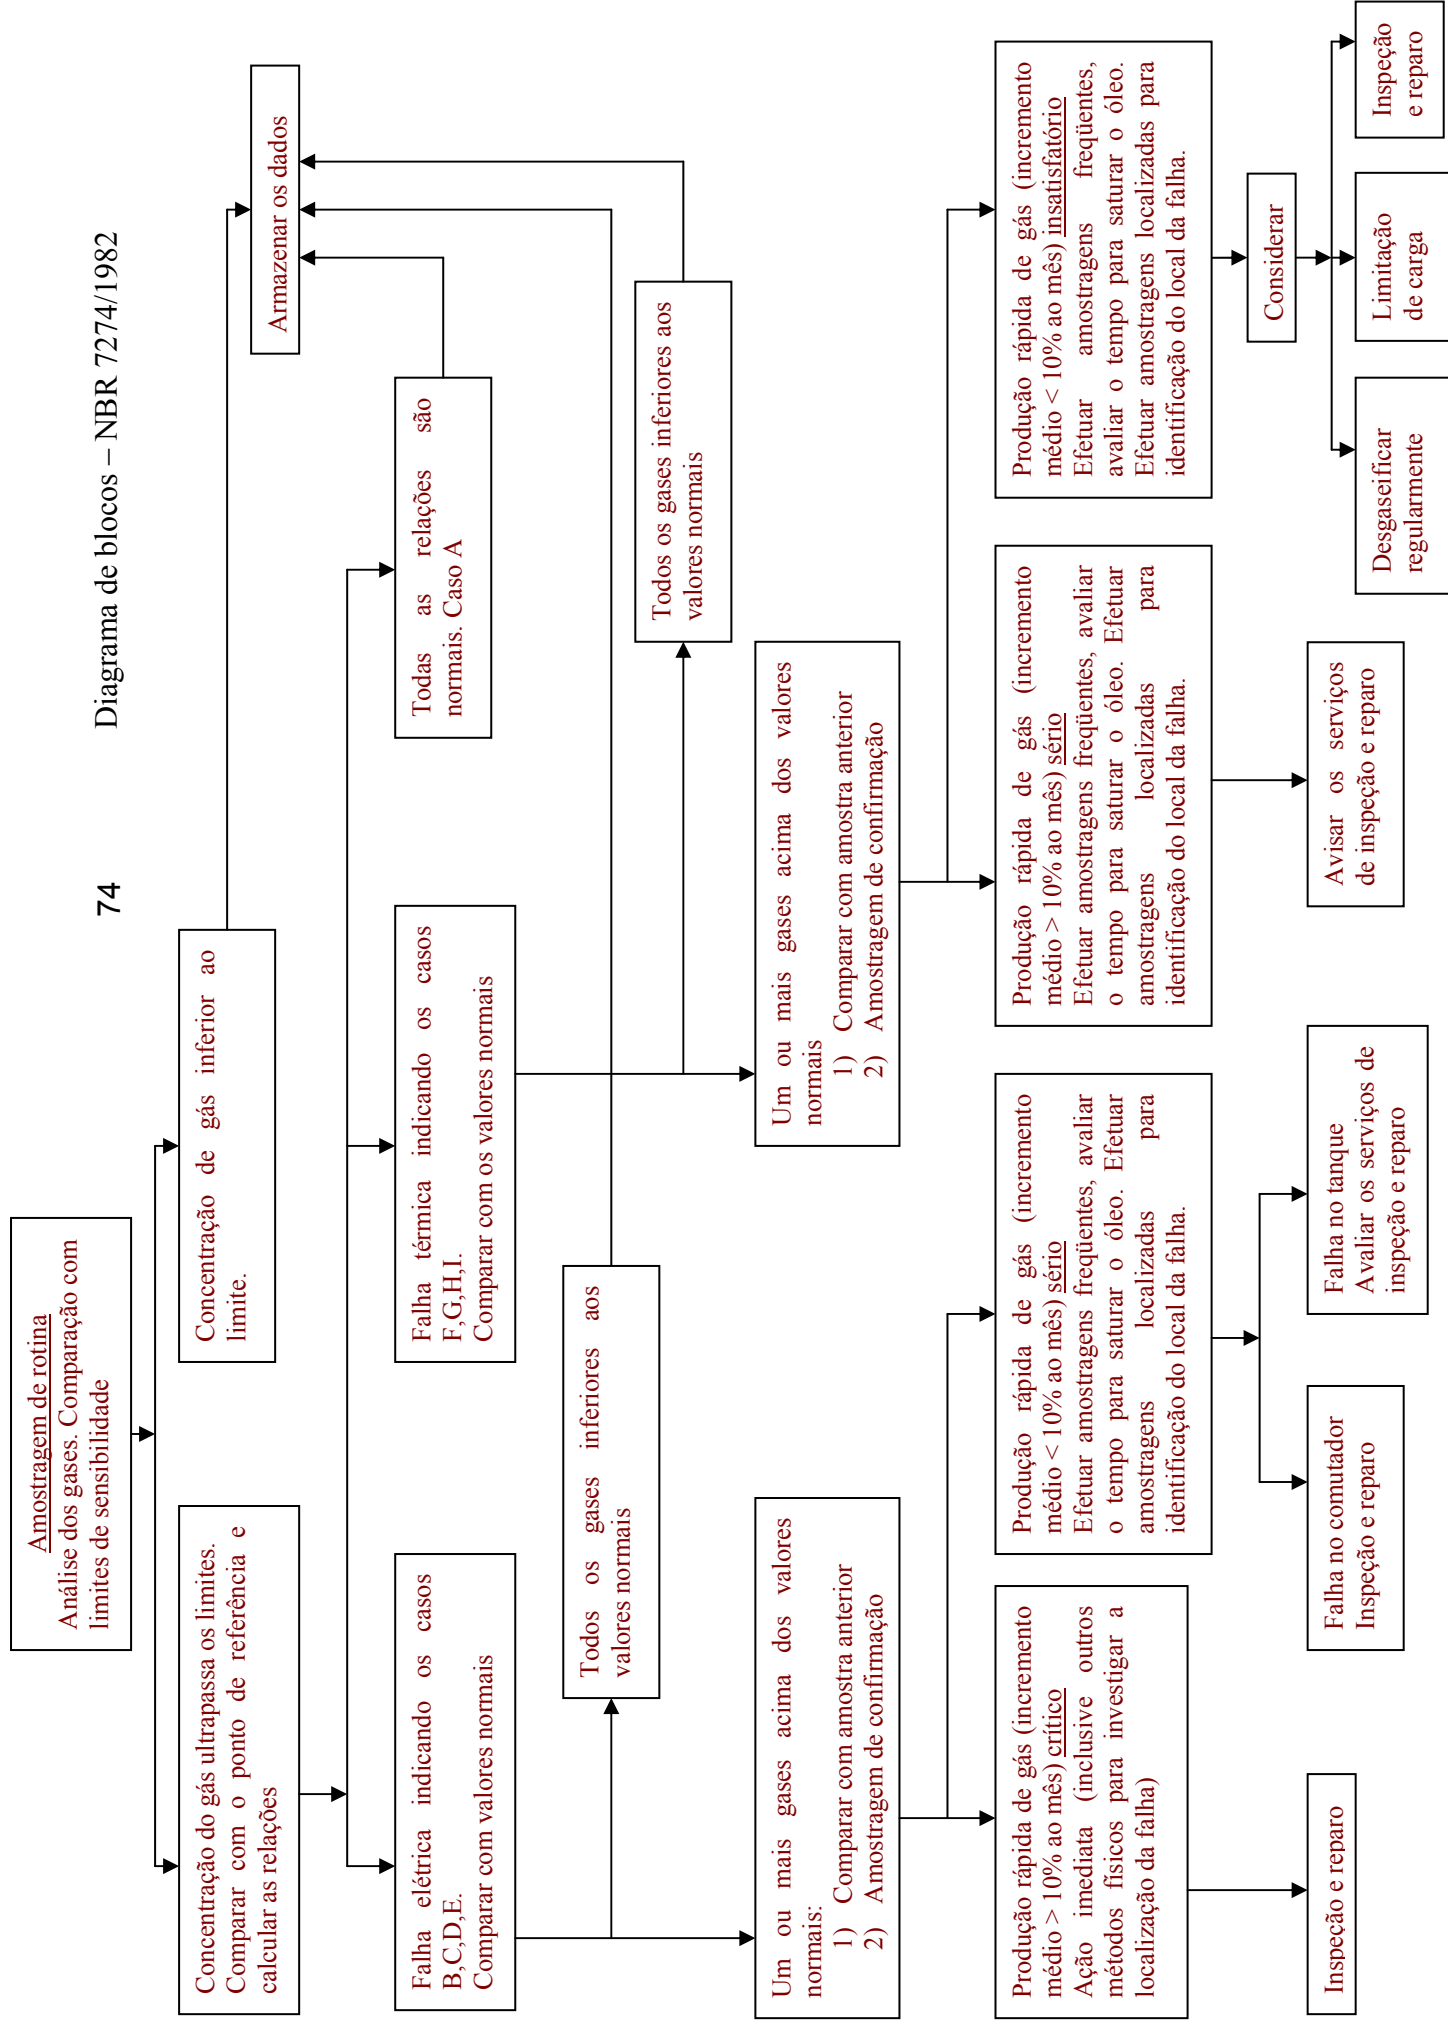 74
Diagrama de blocos – NBR 7274/1982
Amostragem de rotina
Análise dos gases. Comparação com
limites de sensibilidade
Concentração do gás ultrapassa os limites.
Comparar com o ponto de referência e
calcular as relações
Concentração de gás inferior ao
limite.
Armazenar os dados
Falha elétrica indicando os casos
B,C,D,E.
Comparar com valores normais
Falha térmica indicando os casos
F,G,H,I.
Comparar com os valores normais
Todas as relações são
normais. Caso A
Todos os gases inferiores aos
valores normais
Todos os gases inferiores aos
valores normais
Um ou mais gases acima dos valores
normais:
1) Comparar com amostra anterior
2) Amostragem de confirmação
Um ou mais gases acima dos valores
normais
1) Comparar com amostra anterior
2) Amostragem de confirmação
Produção rápida de gás (incremento
médio > 10% ao mês) crítico
Ação imediata (inclusive outros
métodos físicos para investigar a
localização da falha)
Produção rápida de gás (incremento
médio < 10% ao mês) sério
Efetuar amostragens freqüentes, avaliar
o tempo para saturar o óleo. Efetuar
amostragens localizadas para
identificação do local da falha.
Produção rápida de gás (incremento
médio > 10% ao mês) sério
Efetuar amostragens freqüentes, avaliar
o tempo para saturar o óleo. Efetuar
amostragens localizadas para
identificação do local da falha.
Produção rápida de gás (incremento
médio < 10% ao mês) insatisfatório
Efetuar amostragens freqüentes,
avaliar o tempo para saturar o óleo.
Efetuar amostragens localizadas para
identificação do local da falha.
Considerar
Inspeção e reparo
Falha no comutador
Inspeção e reparo
Falha no tanque
Avaliar os serviços de
inspeção e reparo
Avisar os serviços
de inspeção e reparo
Desgaseificar
regularmente
Limitação
de carga
Inspeção
e reparo